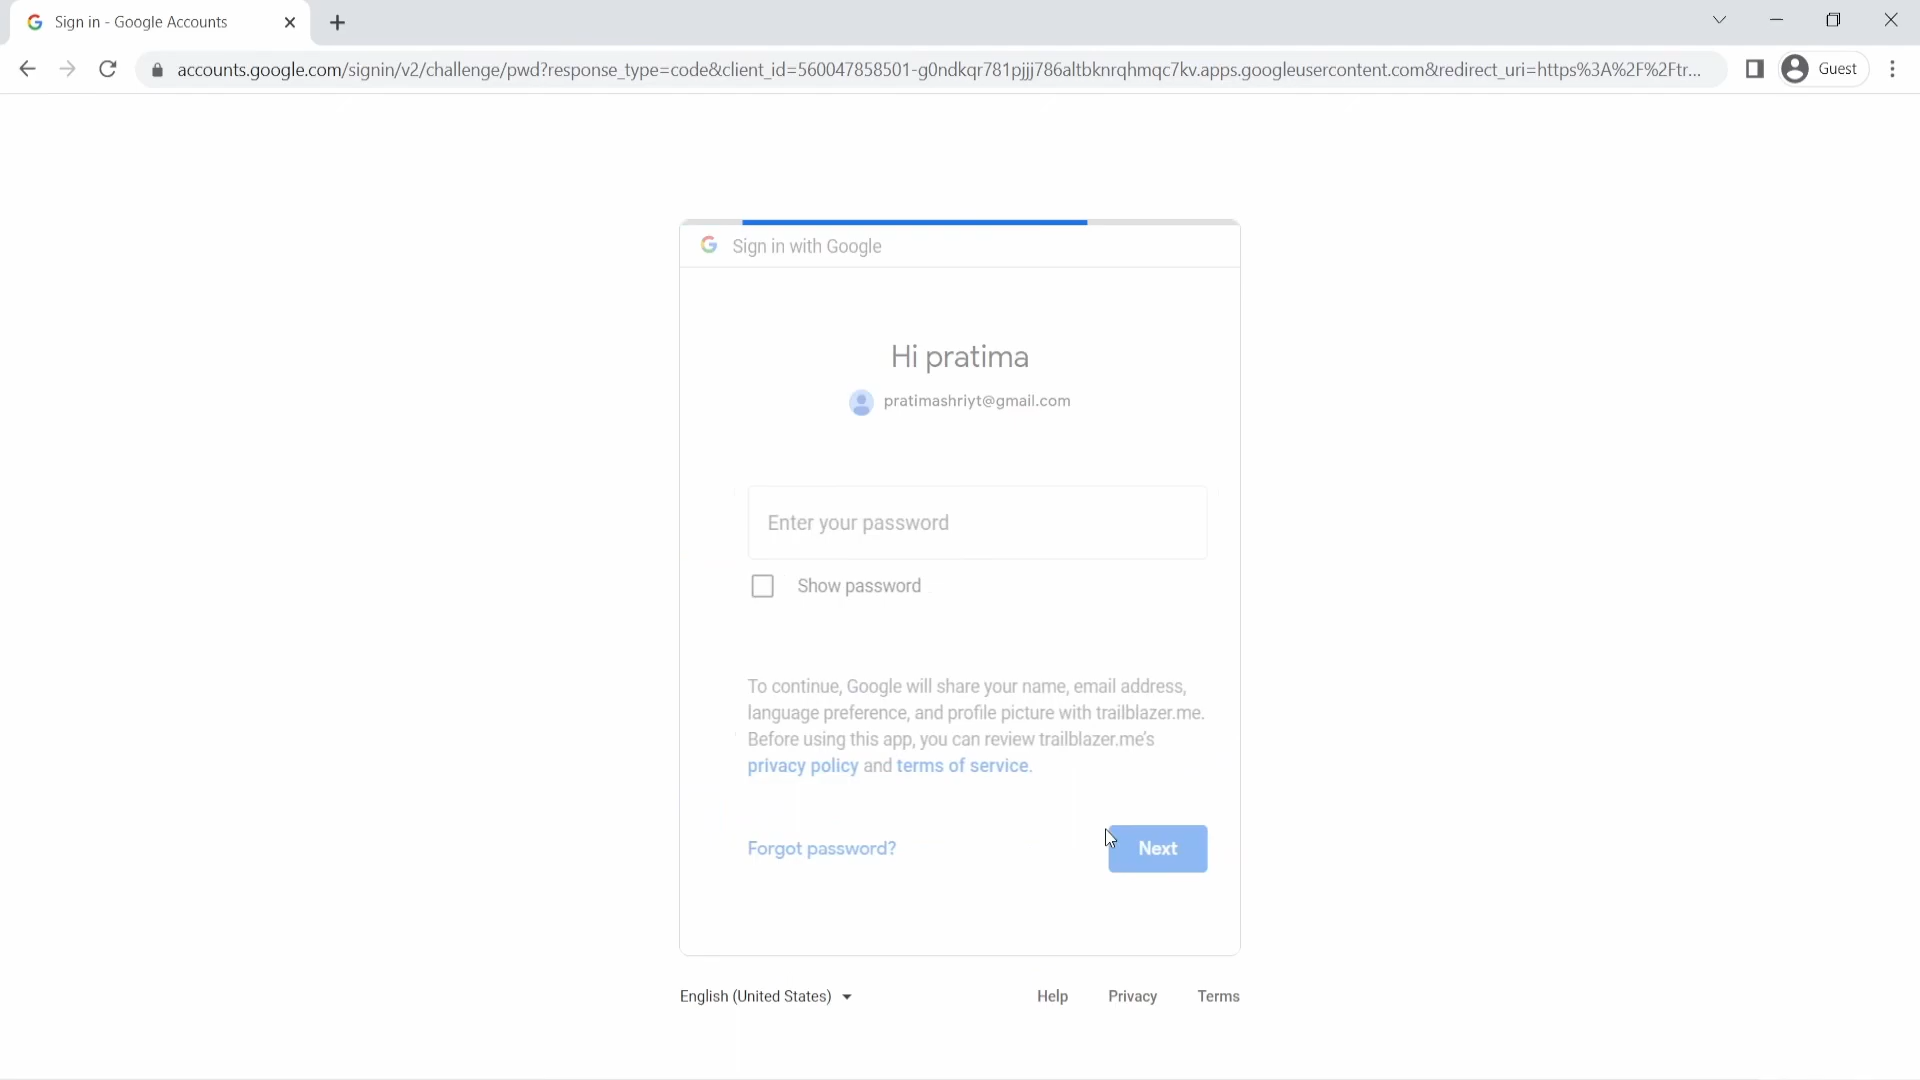 Sign in - Google Accounts
accounts.google.com/signin/v2/challenge/pwd?response_type=code&client_id=560047858501-g0ndkqr781pjjj786altbknrqhmqc7kv.apps.googleusercontent.com&redirect_uri=https%3A%2F%2Ftr...
Guest
Sign in with Google
Hi pratima
pratimashriyt@gmail.com
Enter your password
Show password
To continue, Google will share your name, email address,
language preference, and profile picture with trailblazer.me.
Before using this app, you can review trailblazer.me's
privacy policy and terms of service.
Forgot password? Next
English (United States) Help Privacy Terms